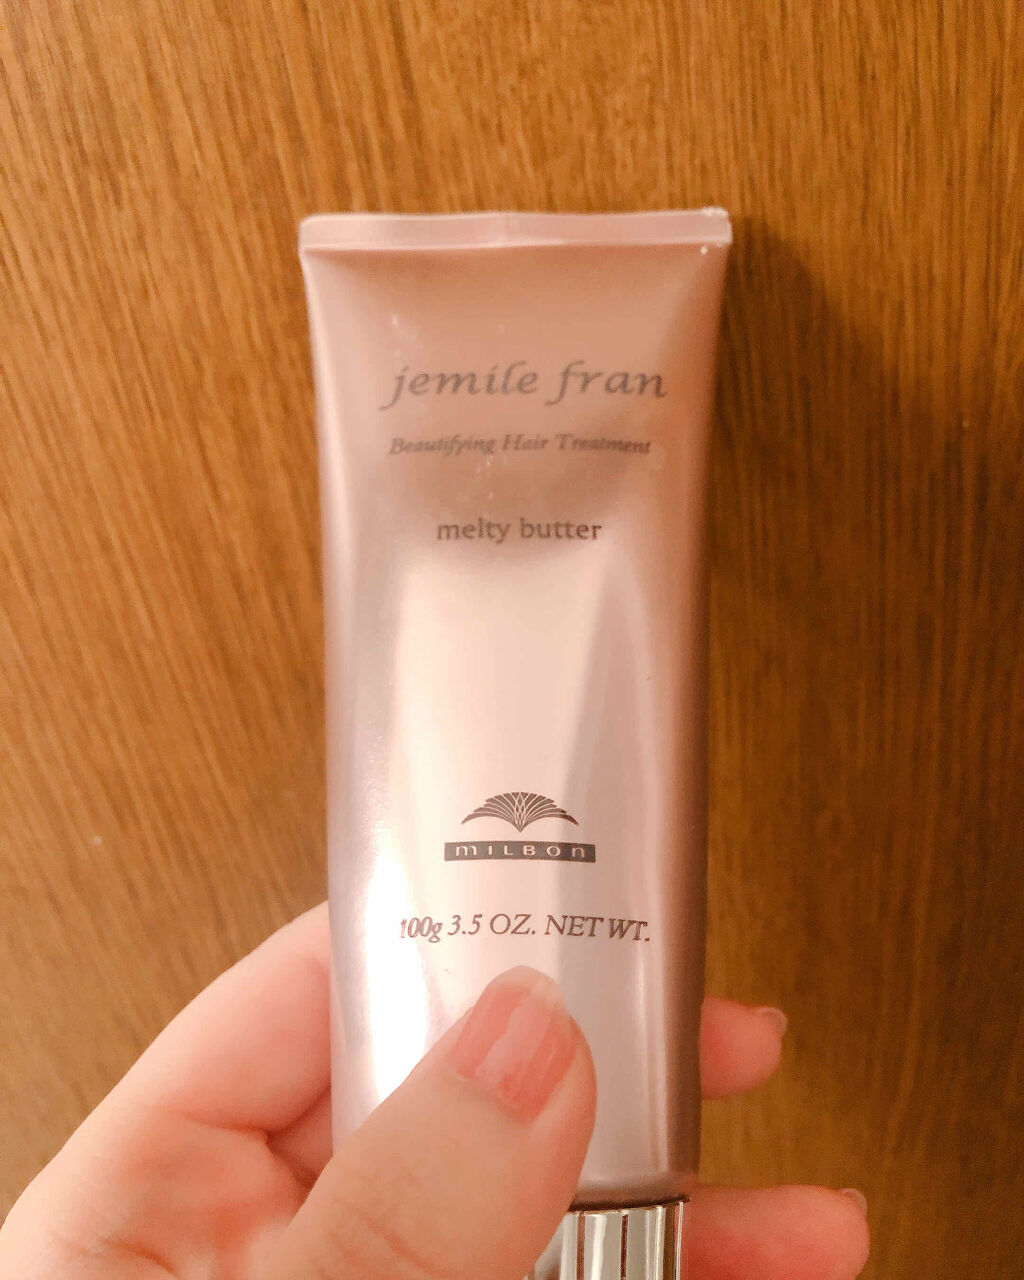 jemile fran
Beautifying Hair Treatment
melty butter
MILBON
100g 3.5 OZ. NET WT.